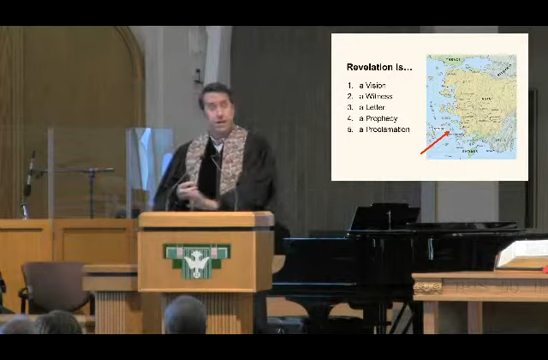 Revelation Is…
1. a Vision
2. a Witness
3. a Letter
4. a Prophecy
5. a Proclamation